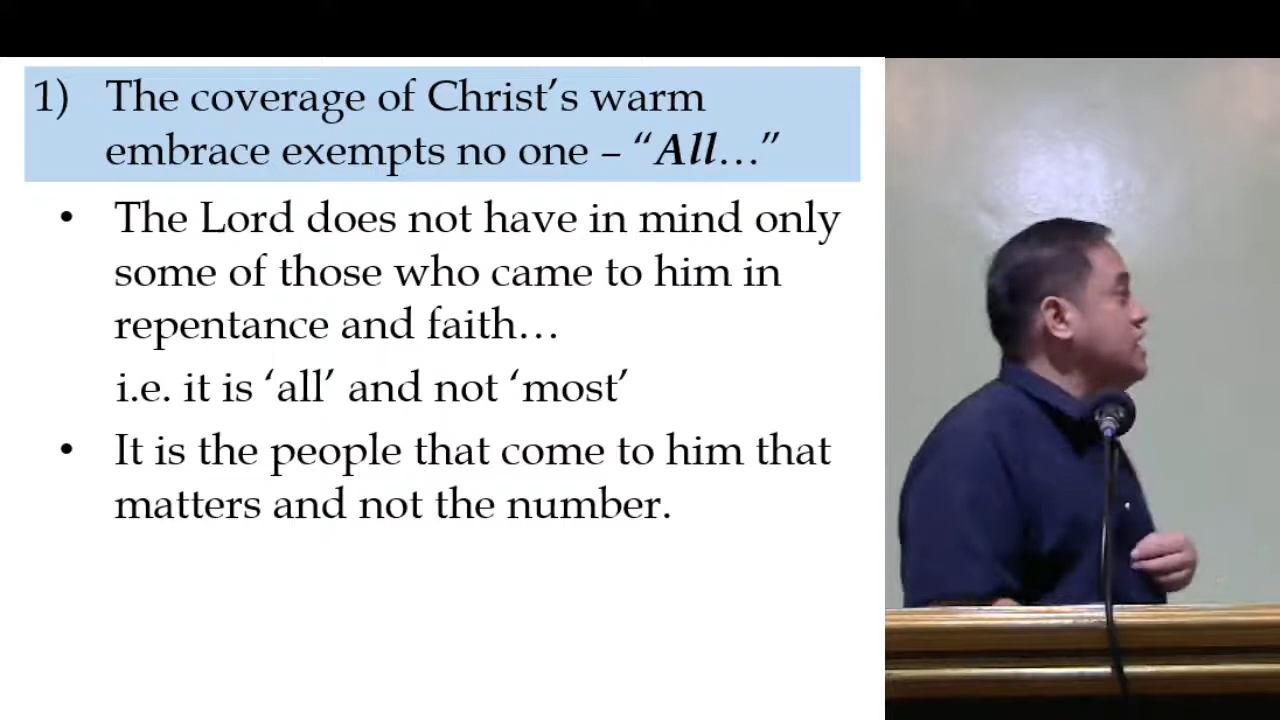 1) The coverage of Christ’s warm
embrace exempts no one – “All…”
• The Lord does not have in mind only
some of those who came to him in
repentance and faith…
i.e. it is ‘all’ and not ‘most’
• It is the people that come to him that
matters and not the number.